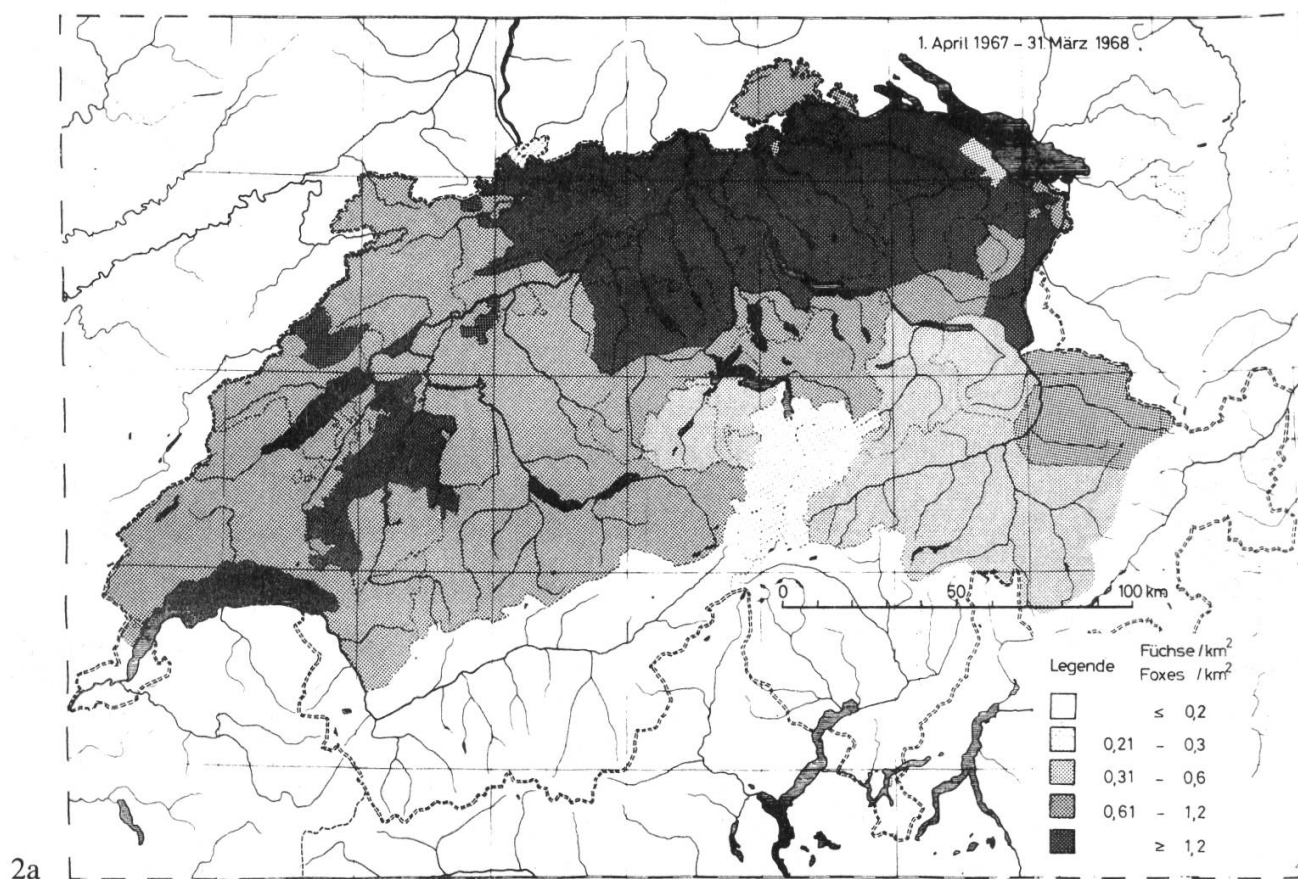 1. April 1967 – 31. März 1968
0 50 100 km
Legende Füchse/km²
Foxes /km²
≤ 0,2
0,21 – 0,3
0,31 – 0,6
0,61 – 1,2
≥ 1,2
2a